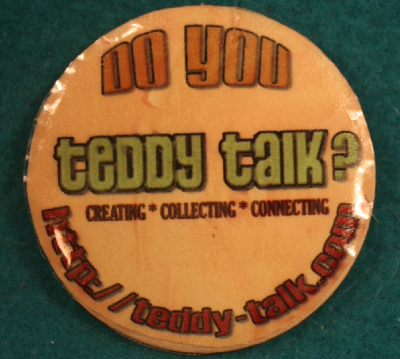 DO YOU
teDDY talk?
CREATING * COLLECTING * CONNECTING
http://teddy-talk.com